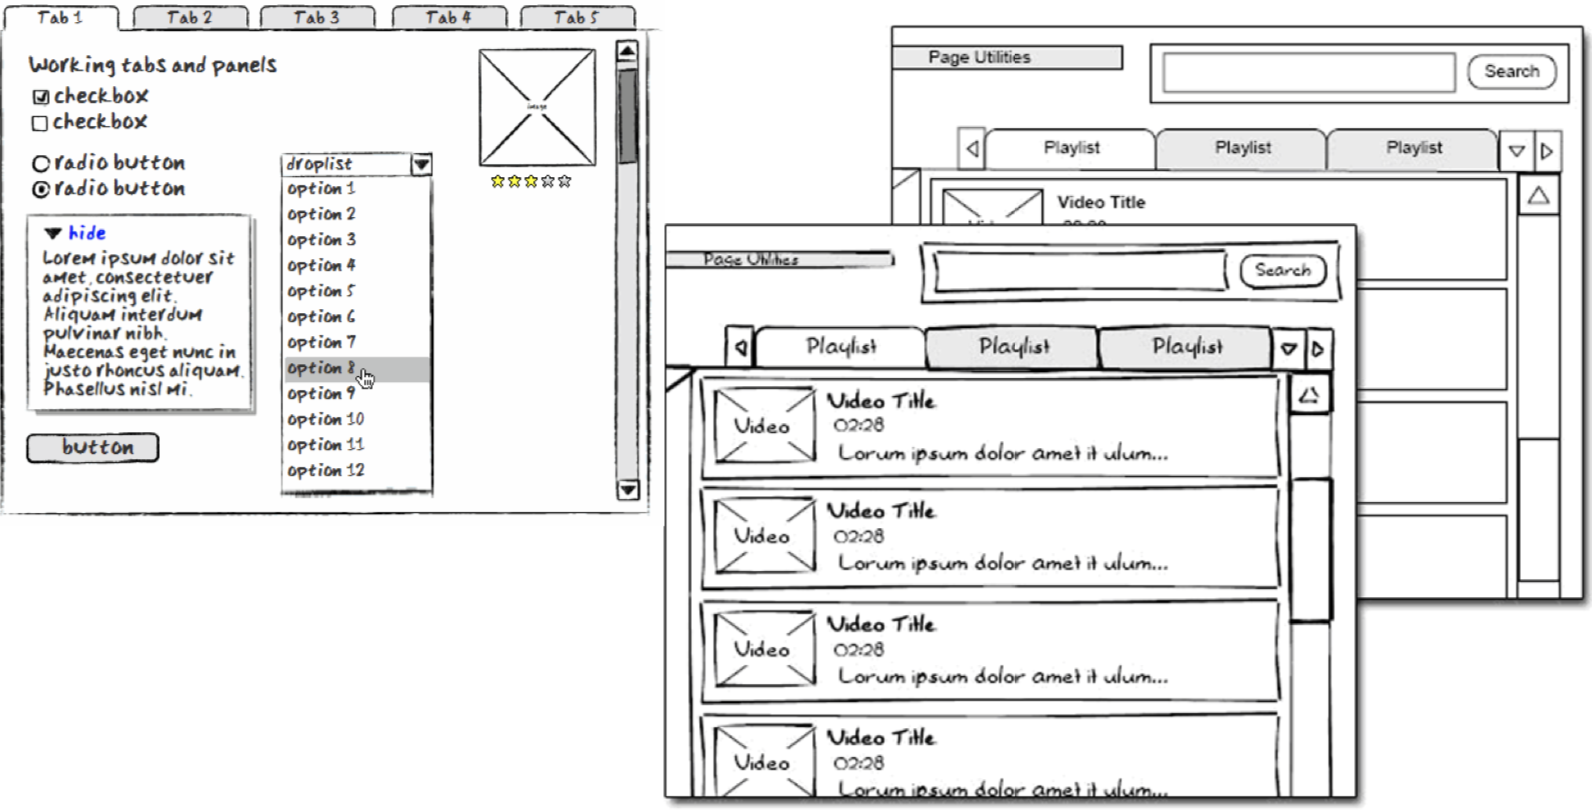 Tab 1
Tab 2
Tab 3
Tab 4
Tab 5
Working tabs and panels
checkbox
checkbox
radio button
radio button
hide
Lorem ipsum dolor sit
amet, consectetuer
adipiscing elit.
Aliquam interdum
pulvinar nibh.
Maecenas eget nunc in
justo rhoncus aliquam.
Phasellus nisl mi.
button
droplist
option 1
option 2
option 3
option 4
option 5
option 6
option 7
option 8
option 9
option 10
option 11
option 12
image
Page Utilities
Search
Playlist
Playlist
Playlist
Video Title
Page Utilities
Search
Playlist
Playlist
Playlist
Video
Video Title
02:28
Lorum ipsum dolor amet it ulum...
Video
Video Title
02:28
Lorum ipsum dolor amet it ulum...
Video
Video Title
02:28
Lorum ipsum dolor amet it ulum...
Video
Video Title
02:28
Lorum ipsum dolor amet it ulum...